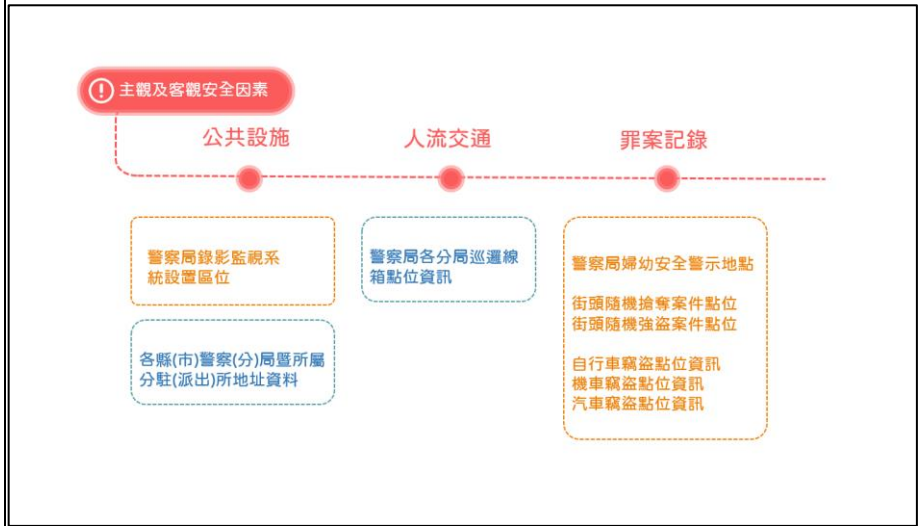 主觀及客觀安全因素
公共設施
人流交通
罪案記錄
警察局錄影監視系
統設置區位
各縣(市)警察(分)局暨所屬
分駐(派出)所地址資料
警察局各分局巡邏線
箱點位資訊
警察局婦幼安全警示地點
街頭隨機搶奪案件點位
街頭隨機強盜案件點位
自行車竊盜點位資訊
機車竊盜點位資訊
汽車竊盜點位資訊